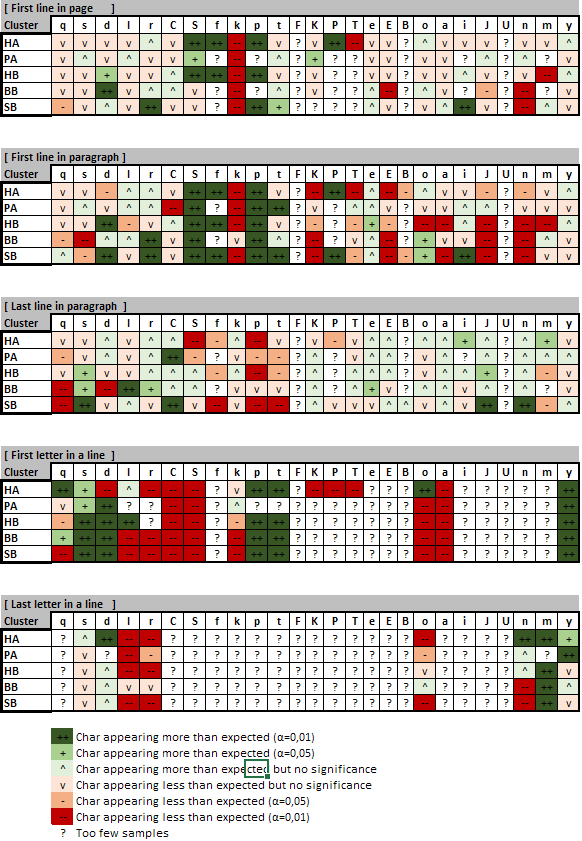 [ First line in page ]
Cluster q s d l r C S f k p t F K P T e E B o a i J U n m y
HA v v v ^ v v ++ ++ -- ++ v ? v ++ -- v v ? ^ v v v ? v v ^
PA v ^ v ^ v v + ? -- ? ^ ? + ? ? v v ? ^ v ? ^ ? ^ ? v
HB v v + v v ^ ++ ++ -- ++ v ? v ? ? v v ? v v ^ v ? v -- ^
BB v v ++ v ^ ^ v ? -- ? ^ ? v ? ? ^ -- ? ^ v ? - ? -- ? v
SB - v ^ v ++ v v ? -- ++ + ? ? ? ? ^ v ? v ^ ++ v ? -- ^ v
[ First line in paragraph ]
Cluster q s d l r C S f k p t F K P T e E B o a i J U n m y
HA v v - ^ ^ v ++ ++ -- ++ v ? -- ++ -- ^ -- - ^ v v - ? - v ^
PA v ^ v ^ ^ -- ++ ? -- ++ ++ ? v ? ^ ^ v ? v v ^ ^ ? v v v
HB v v ++ - v ^ ++ ++ -- ++ ^ ? - ? - + - ? -- -- ^ -- ? -- -- ^
BB - -- ^ ^ ++ v ++ ? v ++ ^ ? -- ? v ^ -- ? + v v -- ? -- ^ v
SB ^ - ++ v ++ v ++ ++ -- ++ ++ ? -- ++ - ^ -- - + -- ++ -- ? -- v v
[ Last line in paragraph ]
Cluster q s d l r C S f k p t F K P T e E B o a i J U n m y
HA v v ^ v ^ ^ -- - ^ -- v ? v - v ^ ^ ? ^ ^ + ^ ? ^ + v
PA - v ^ v ^ ++ - ? v - - ? ^ ? v ^ ^ ? v ^ ? ^ ? ^ ^ ^
HB v + v v ^ ^ ^ - ^ -- - ? ^ ? ^ ^ ^ ? ^ ^ ^ + ? ^ - v
BB -- + -- ++ + ^ ^ ? v v v ? ^ ? ^ + v ? ^ ^ v ^ ? ^ ? v
SB -- ++ v ^ v ++ v -- v -- -- ? ^ v v v ^ ^ v ^ v ++ ? ++ - ^
[ First letter in a line ]
Cluster q s d l r C S f k p t F K P T e E B o a i J U n m y
HA ++ + -- ^ -- -- -- ? v ++ ++ ? -- -- -- ? ? ? ++ -- ? ? ? ? ? ++
PA v + ++ ? ? -- -- ? ^ ++ ++ ? ? ? ? ? ? ? -- -- ? ? ? ? ? ++
HB - ++ ++ ++ ? -- -- ? - ++ ++ ? ? ? ? ? ? ? -- -- ? ? ? ? ? ++
BB + ++ ++ -- -- -- -- ? -- ++ ++ ? ? ? ? ? ? ? -- -- ? ? ? ? ? ++
SB -- ++ ++ -- -- -- -- ? -- ++ ++ ? ? ? ? ? ? ? -- -- ? ? ? ? ? ++
[ Last letter in a line ]
Cluster q s d l r C S f k p t F K P T e E B o a i J U n m y
HA ? ^ ++ -- -- ? ? ? ? ? ? ? ? ? ? ? ? ? -- ? ? ? ? ++ ++ +
PA ? v ? -- - ? ? ? ? ? ? ? ? ? ? ? ? ? - ? ? ? ? ^ ? ++
HB ? v ^ -- -- ? ? ? ? ? ? ? ? ? ? ? ? ? v ? ? ? ? ^ ++ v
BB ? v ^ v v ? ? ? ? ? ? ? ? ? ? ? ? ? ^ ? ? ? ? -- ++ v
SB ? v ^ -- -- ? ? ? ? ? ? ? ? ? ? ? ? ? -- ? ? ? ? v ++ v
++ Char appearing more than expected (α=0,01)
+ Char appearing more than expected (α=0,05)
^ Char appearing more than expected but no significance
v Char appearing less than expected but no significance
- Char appearing less than expected (α=0,05)
-- Char appearing less than expected (α=0,01)
? Too few samples